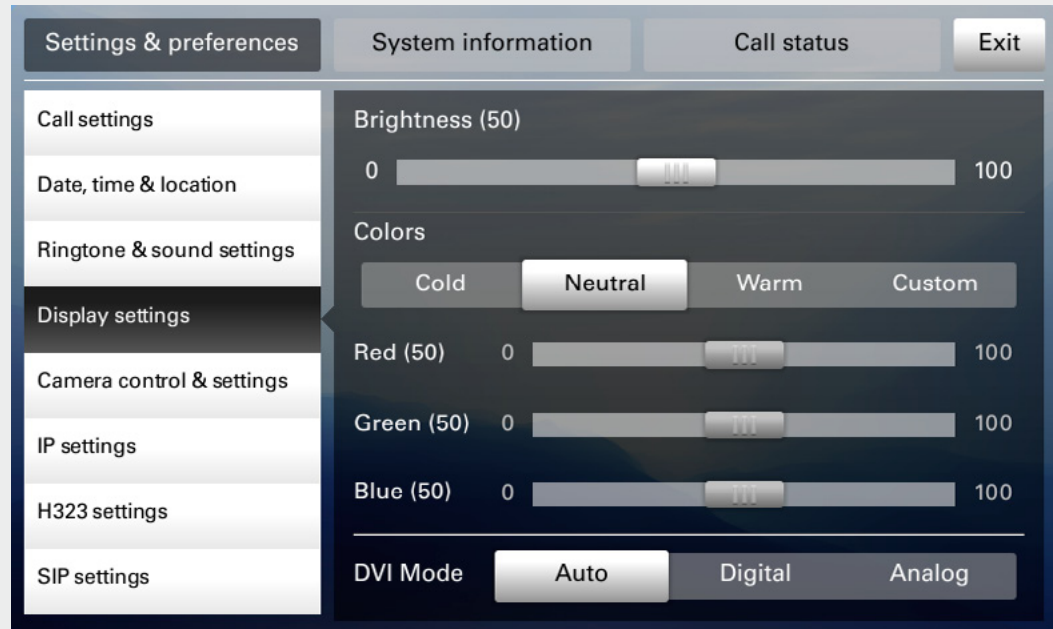 Settings & preferences System information Call status Exit
Call settings
Date, time & location
Ringtone & sound settings
Display settings
Camera control & settings
IP settings
H323 settings
SIP settings
Brightness (50)
0 100
Colors
Cold Neutral Warm Custom
Red (50) 0 100
Green (50) 0 100
Blue (50) 0 100
DVI Mode Auto Digital Analog